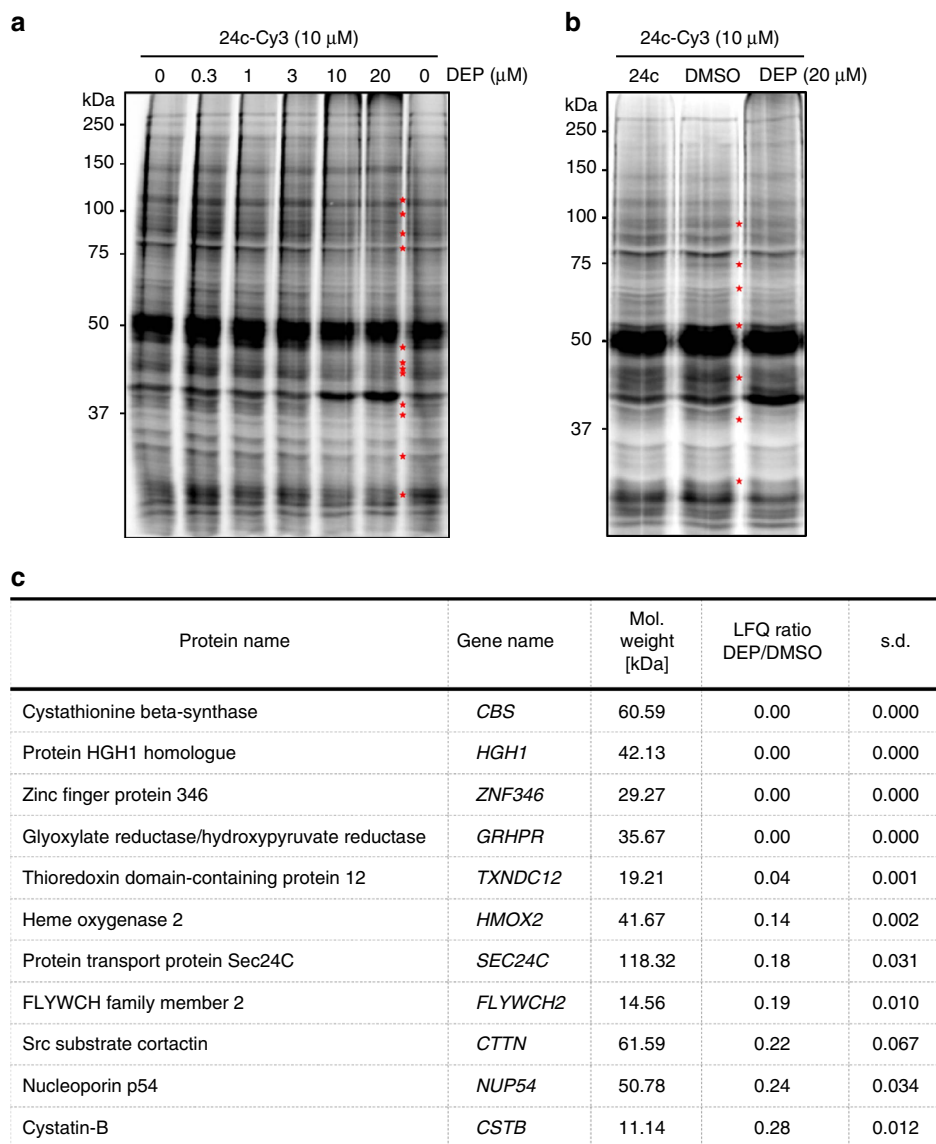 a
24c-Cy3 (10 μM)
0 0.3 1 3 10 20 0 DEP (μM)
kDa
250
150
100
75
50
37
b
24c-Cy3 (10 μM)
24c DMSO DEP (20 μM)
kDa
250
150
100
75
50
37
c
Protein name Gene name Mol. weight [kDa] LFQ ratio DEP/DMSO s.d.
Cystathionine beta-synthase CBS 60.59 0.00 0.000
Protein HGH1 homologue HGH1 42.13 0.00 0.000
Zinc finger protein 346 ZNF346 29.27 0.00 0.000
Glyoxylate reductase/hydroxypyruvate reductase GRHPR 35.67 0.00 0.000
Thioredoxin domain-containing protein 12 TXNDC12 19.21 0.04 0.001
Heme oxygenase 2 HMOX2 41.67 0.14 0.002
Protein transport protein Sec24C SEC24C 118.32 0.18 0.031
FLYWCH family member 2 FLYWCH2 14.56 0.19 0.010
Src substrate cortactin CTTN 61.59 0.22 0.067
Nucleoporin p54 NUP54 50.78 0.24 0.034
Cystatin-B CSTB 11.14 0.28 0.012